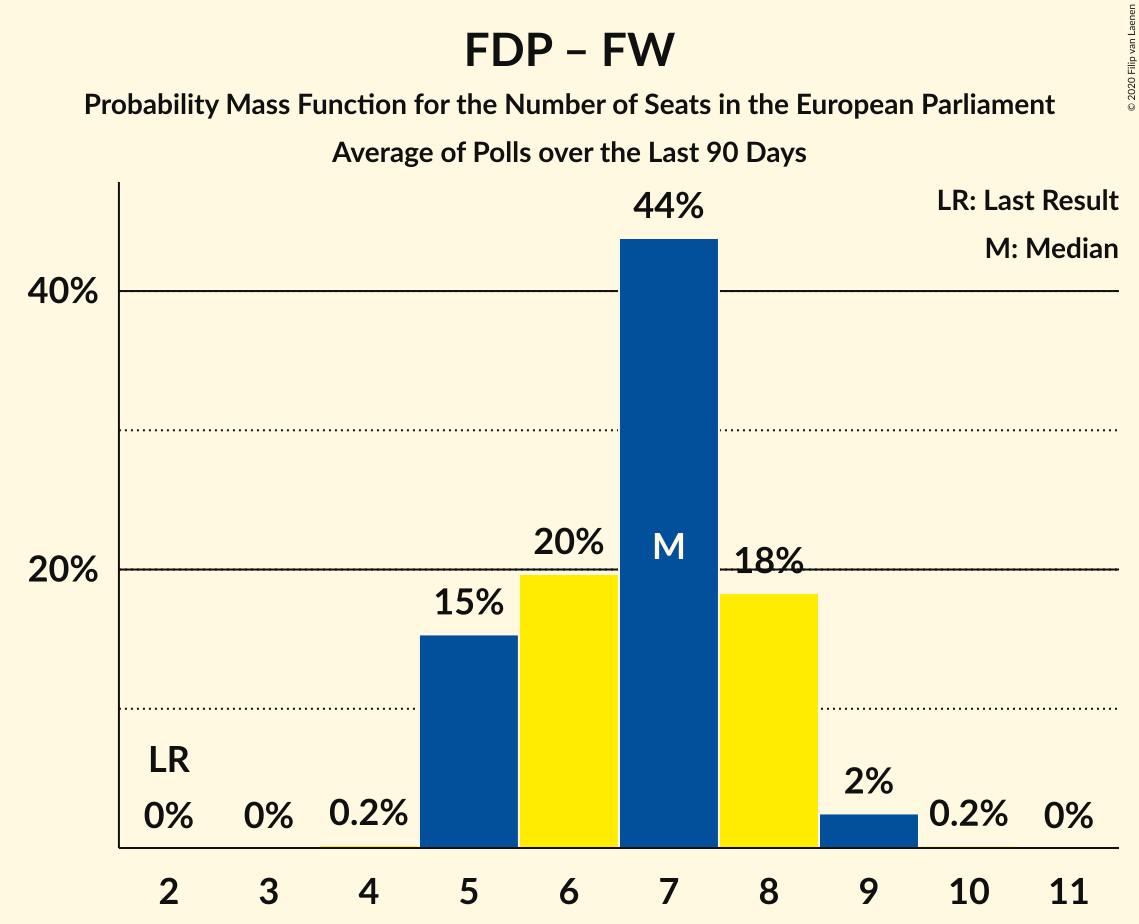 FDP – FW
Probability Mass Function for the Number of Seats in the European Parliament
Average of Polls over the Last 90 Days
© 2020 Filip van Laenen
LR: Last Result
M: Median
44%
40%
M
20%
18%
20%
15%
LR
2%
0%
0%
0.2%
0.2%
0%
2 3 4 5 6 7 8 9 10 11